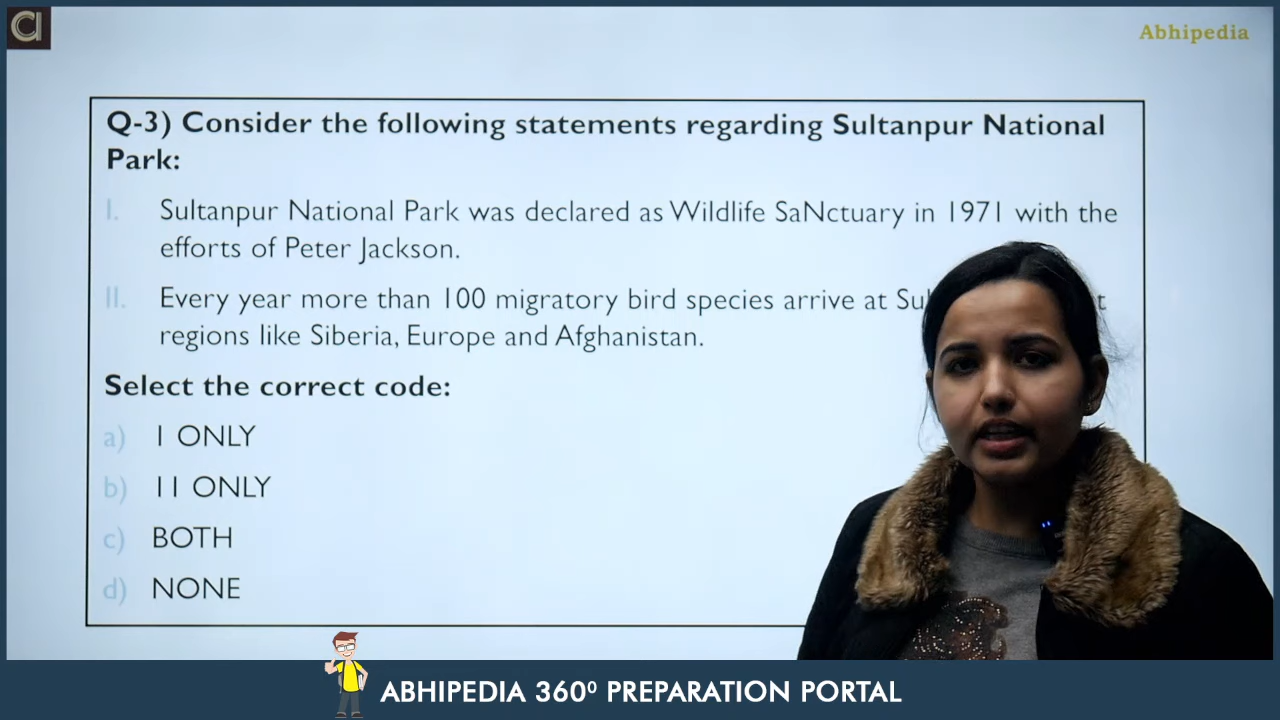 Abhipedia
Q-3) Consider the following statements regarding Sultanpur National
Park:
I. Sultanpur National Park was declared as Wildlife SaNctuary in 1971 with the
efforts of Peter Jackson.
II. Every year more than 100 migratory bird species arrive at
regions like Siberia, Europe and Afghanistan.
Select the correct code:
a) I ONLY
b) II ONLY
c) BOTH
d) NONE
ABHIPEDIA 360⁰ PREPARATION PORTAL